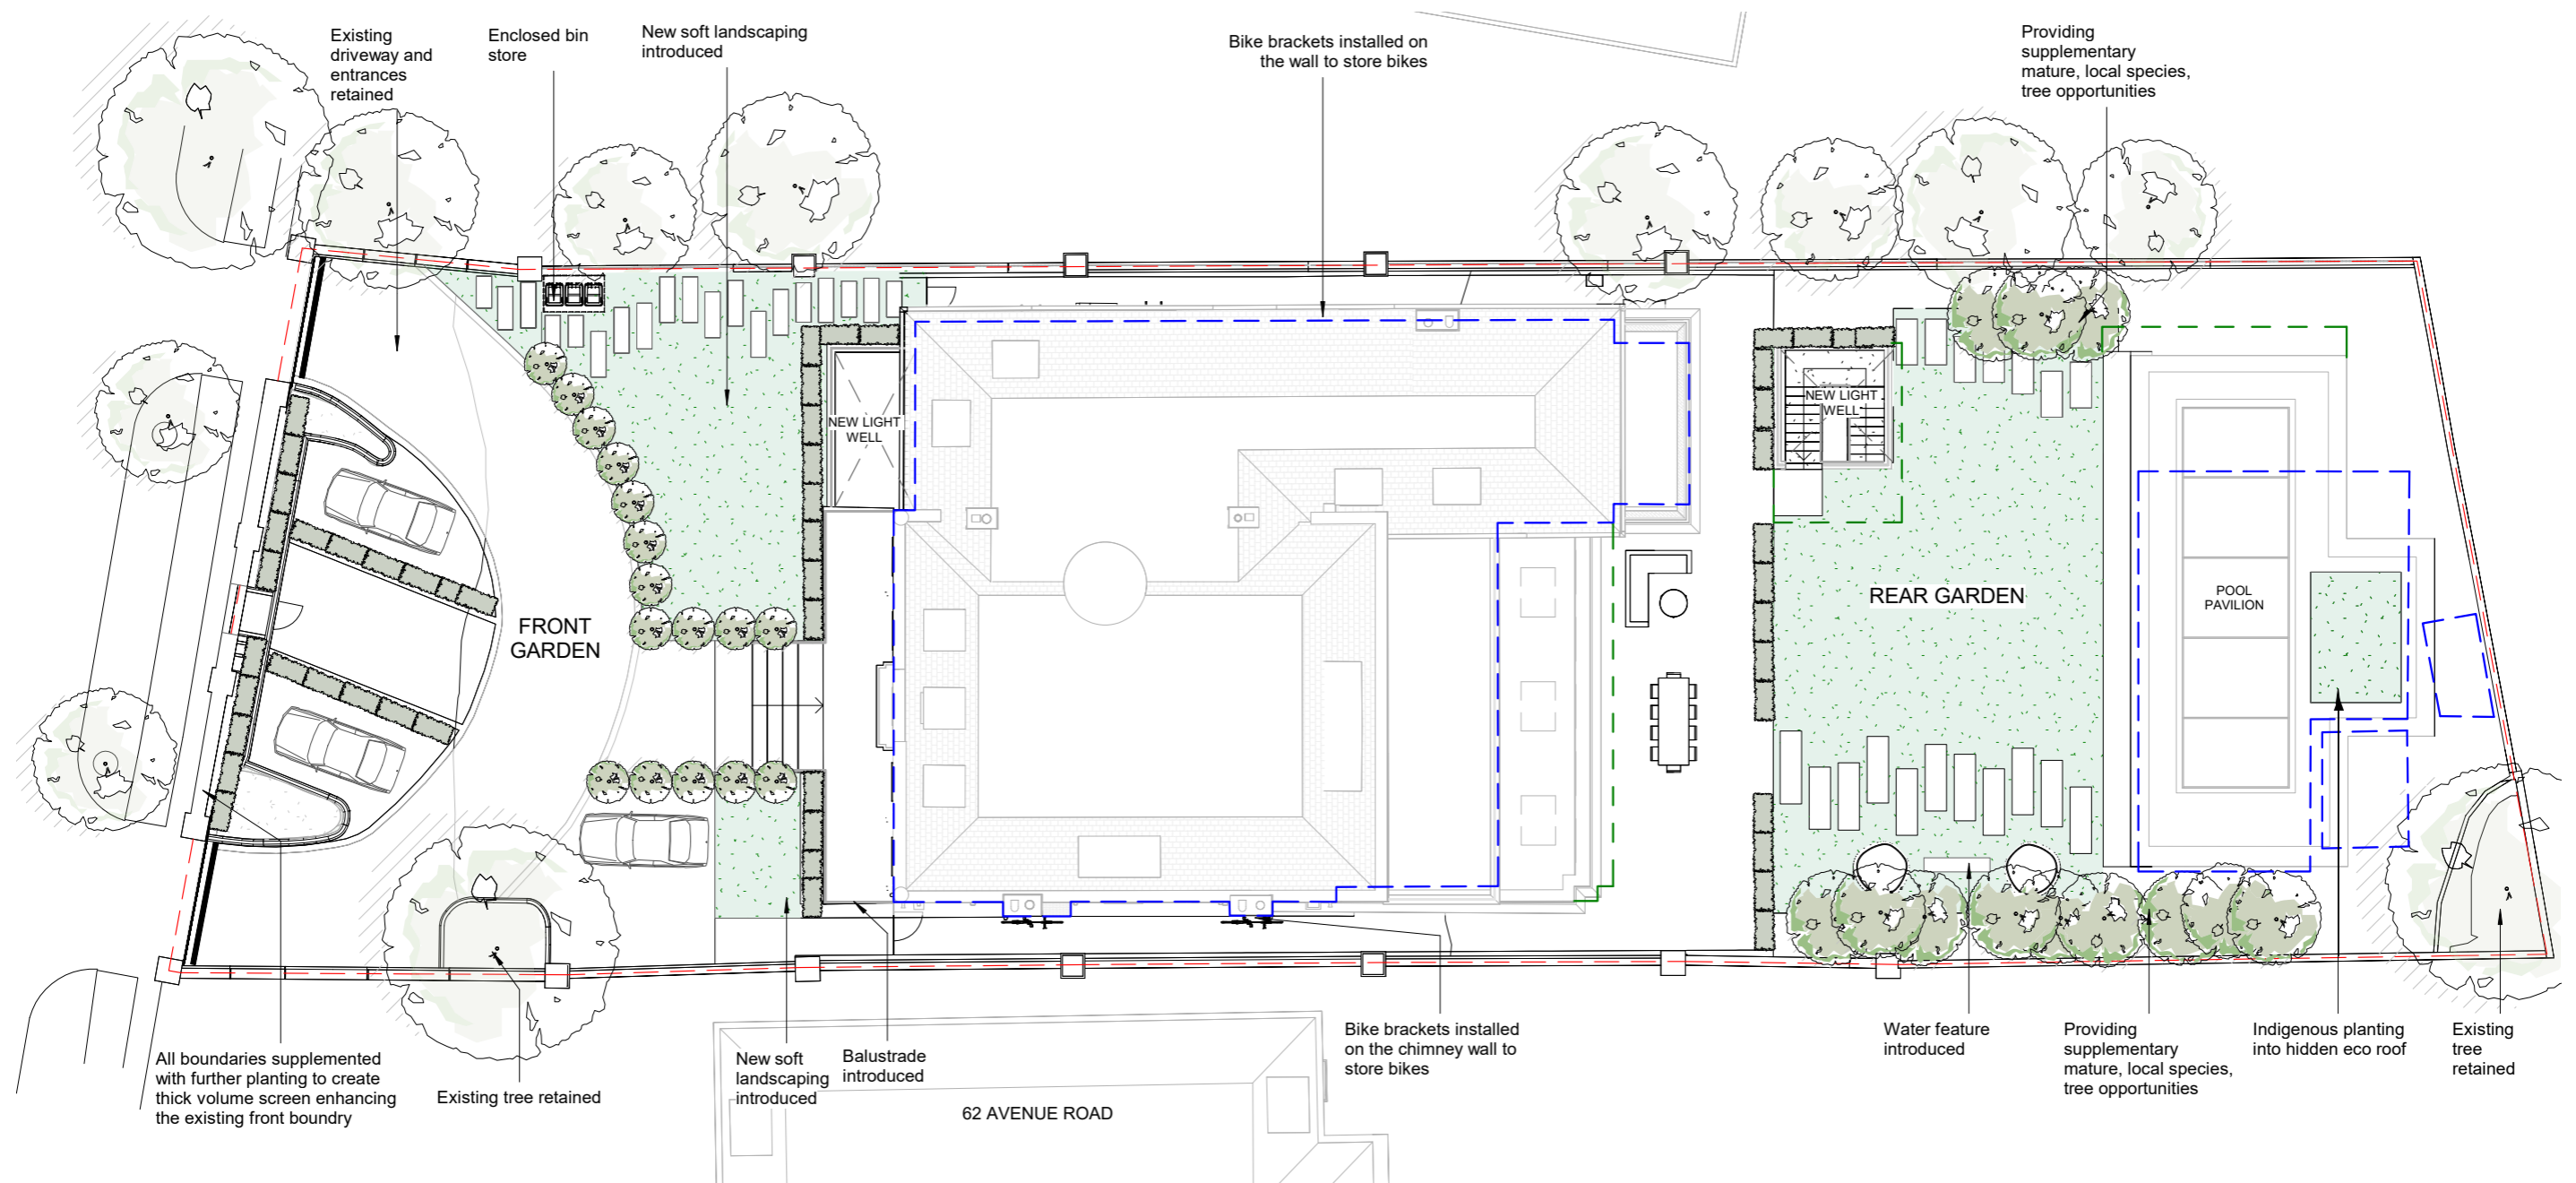 Existing
driveway and
entrances
retained
Enclosed bin
store
New soft landscaping
introduced
Bike brackets installed on
the wall to store bikes
Providing
supplementary
mature, local species,
tree opportunities
NEW LIGHT
WELL
NEW LIGHT
WELL
FRONT
GARDEN
REAR GARDEN
POOL
PAVILION
All boundaries supplemented
with further planting to create
thick volume screen enhancing
the existing front boundry
Existing tree retained
New soft
landscaping
introduced
Balustrade
introduced
62 AVENUE ROAD
Bike brackets installed
on the chimney wall to
store bikes
Water feature
introduced
Providing
supplementary
mature, local species,
tree opportunities
Indigenous planting
into hidden eco roof
Existing
tree
retained